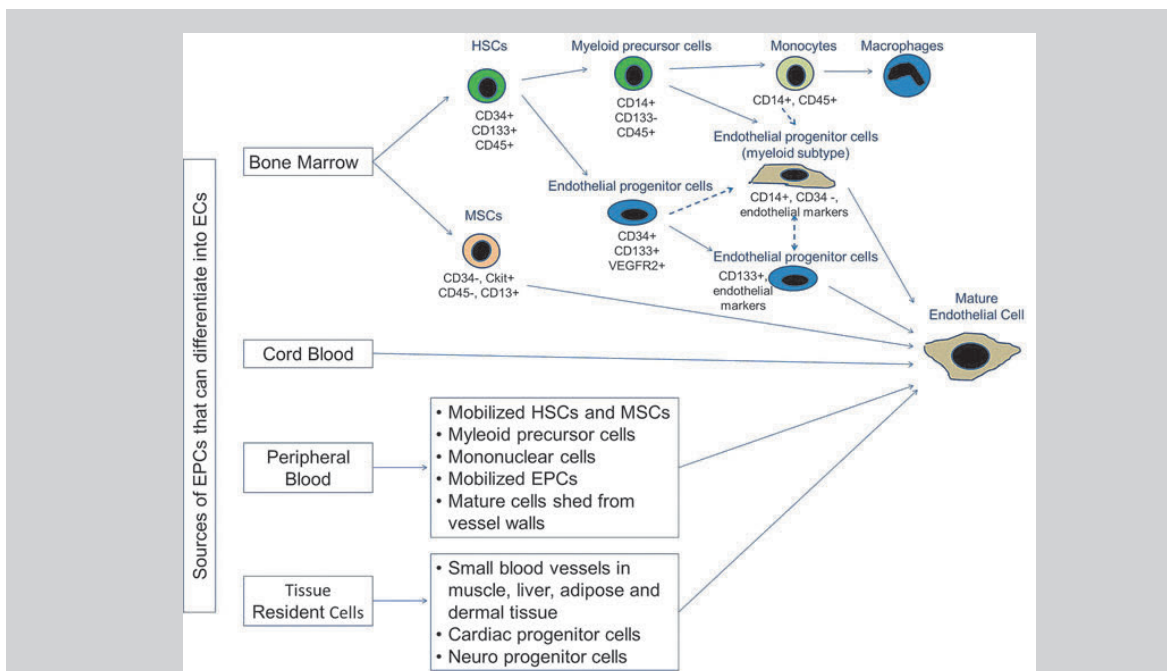 Sources of EPCs that can differentiate into ECs
Bone Marrow
HSCs
CD34+
CD133+
CD45+
Myeloid precursor cells
CD14+
CD133-
CD45+
Monocytes
CD14+, CD45+
Macrophages
Endothelial progenitor cells
(myeloid subtype)
CD14+, CD34 -,
endothelial markers
Endothelial progenitor cells
CD34+
CD133+
VEGFR2+
MSCs
CD34-, Ckit+
CD45-, CD13+
Endothelial progenitor cells
CD133+,
endothelial
markers
Mature
Endothelial Cell
Cord Blood
Peripheral
Blood
• Mobilized HSCs and MSCs
• Myleoid precursor cells
• Mononuclear cells
• Mobilized EPCs
• Mature cells shed from
vessel walls
Tissue
Resident Cells
• Small blood vessels in
muscle, liver, adipose and
dermal tissue
• Cardiac progenitor cells
• Neuro progenitor cells